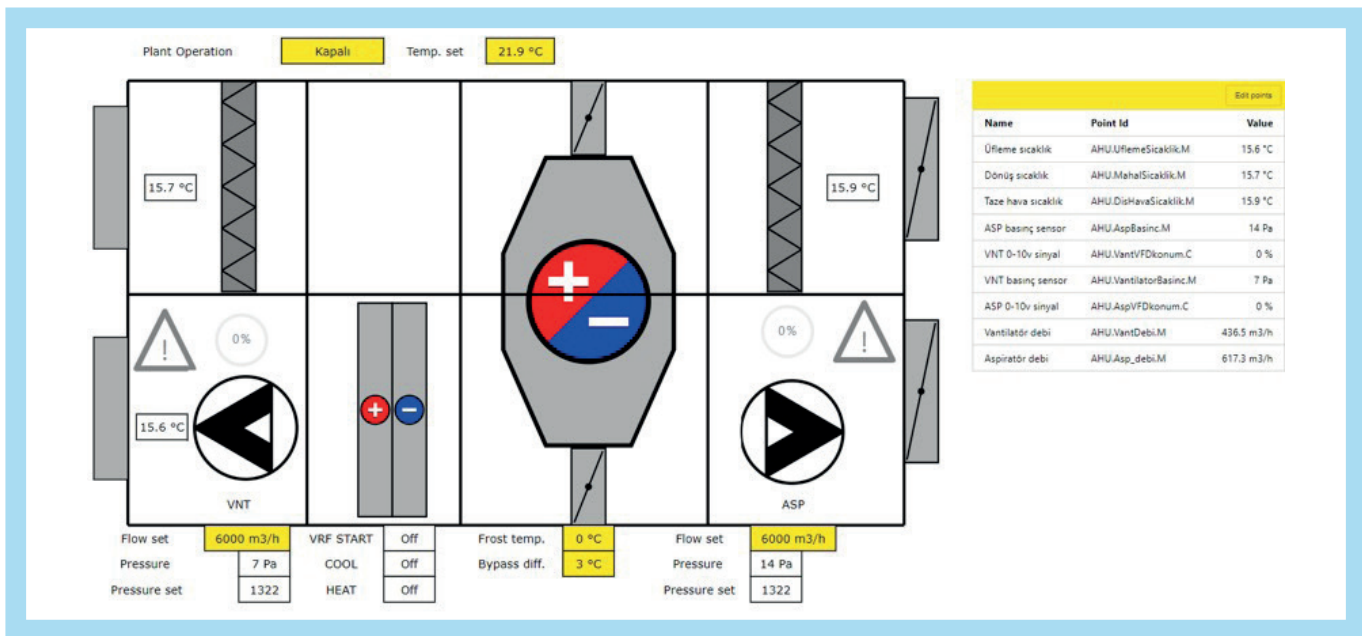 Plant Operation Kapalı Temp. set 21.9 °C
15.7 °C
15.9 °C
0%
0%
15.6 °C
VNT
ASP
Flow set 6000 m3/h VRF START Off Frost temp. 0 °C Flow set 6000 m3/h
Pressure 7 Pa COOL Off Bypass diff. 3 °C Pressure 14 Pa
Pressure set 1322 HEAT Off Pressure set 1322
Edit points
Name Point Id Value
Üfleme sıcaklık AHU.UflemeSicaklik.M 15.6 °C
Dönüş sıcaklık AHU.MahalSicaklik.M 15.7 °C
Taze hava sıcaklık AHU.DisHavaSicaklik.M 15.9 °C
ASP basınç sensor AHU.AspBasinc.M 14 Pa
VNT 0-10v sinyal AHU.VantVFDkonum.C 0 %
VNT basınç sensor AHU.VantilatorBasinc.M 7 Pa
ASP 0-10v sinyal AHU.AspVFDkonum.C 0 %
Vantilatör debi AHU.VantDebi.M 436.5 m3/h
Aspiratör debi AHU.Asp_debi.M 617.3 m3/h